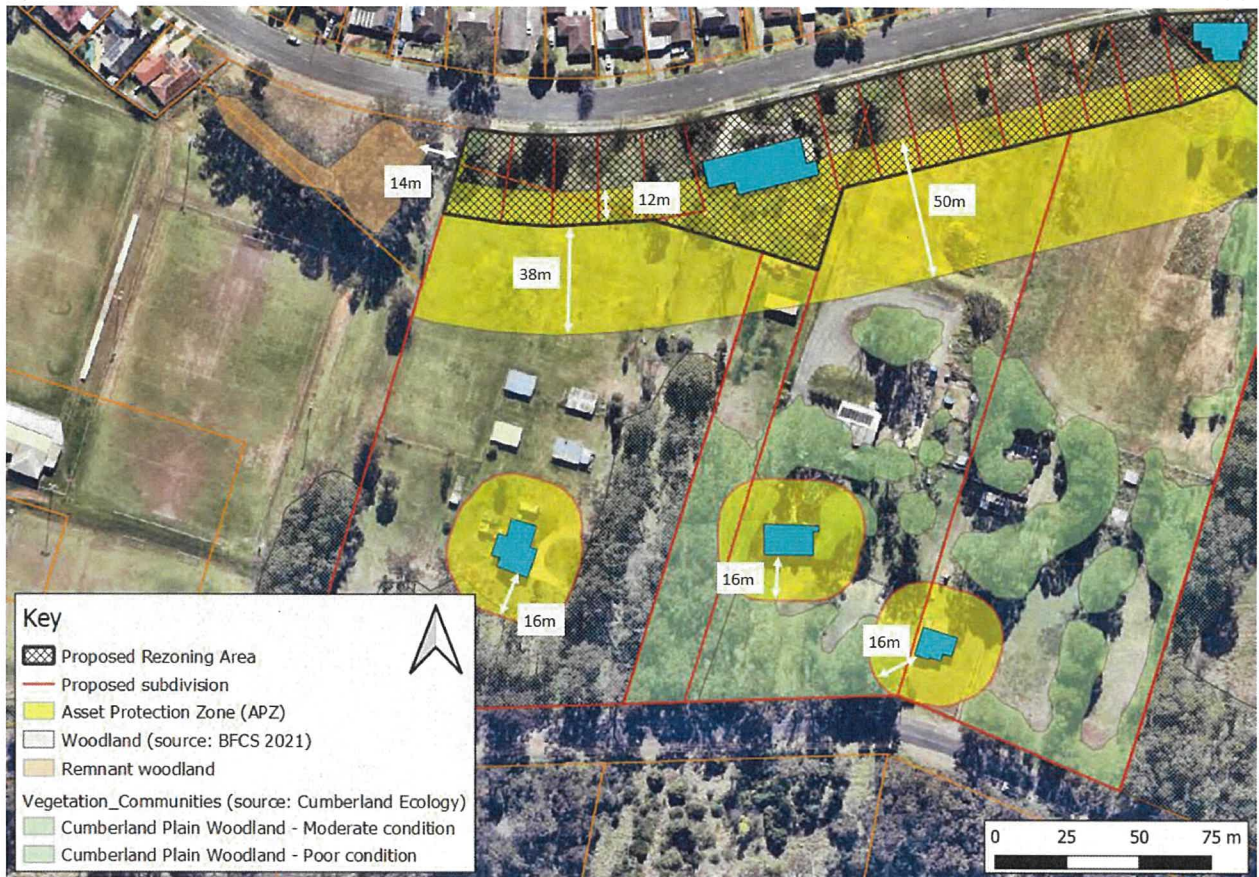 14m
12m
50m
38m
16m
16m
16m
Key
Proposed Rezoning Area
Proposed subdivision
Asset Protection Zone (APZ)
Woodland (source: BFCS 2021)
Remnant woodland
Vegetation_Communities (source: Cumberland Ecology)
Cumberland Plain Woodland - Moderate condition
Cumberland Plain Woodland - Poor condition
0 25 50 75 m